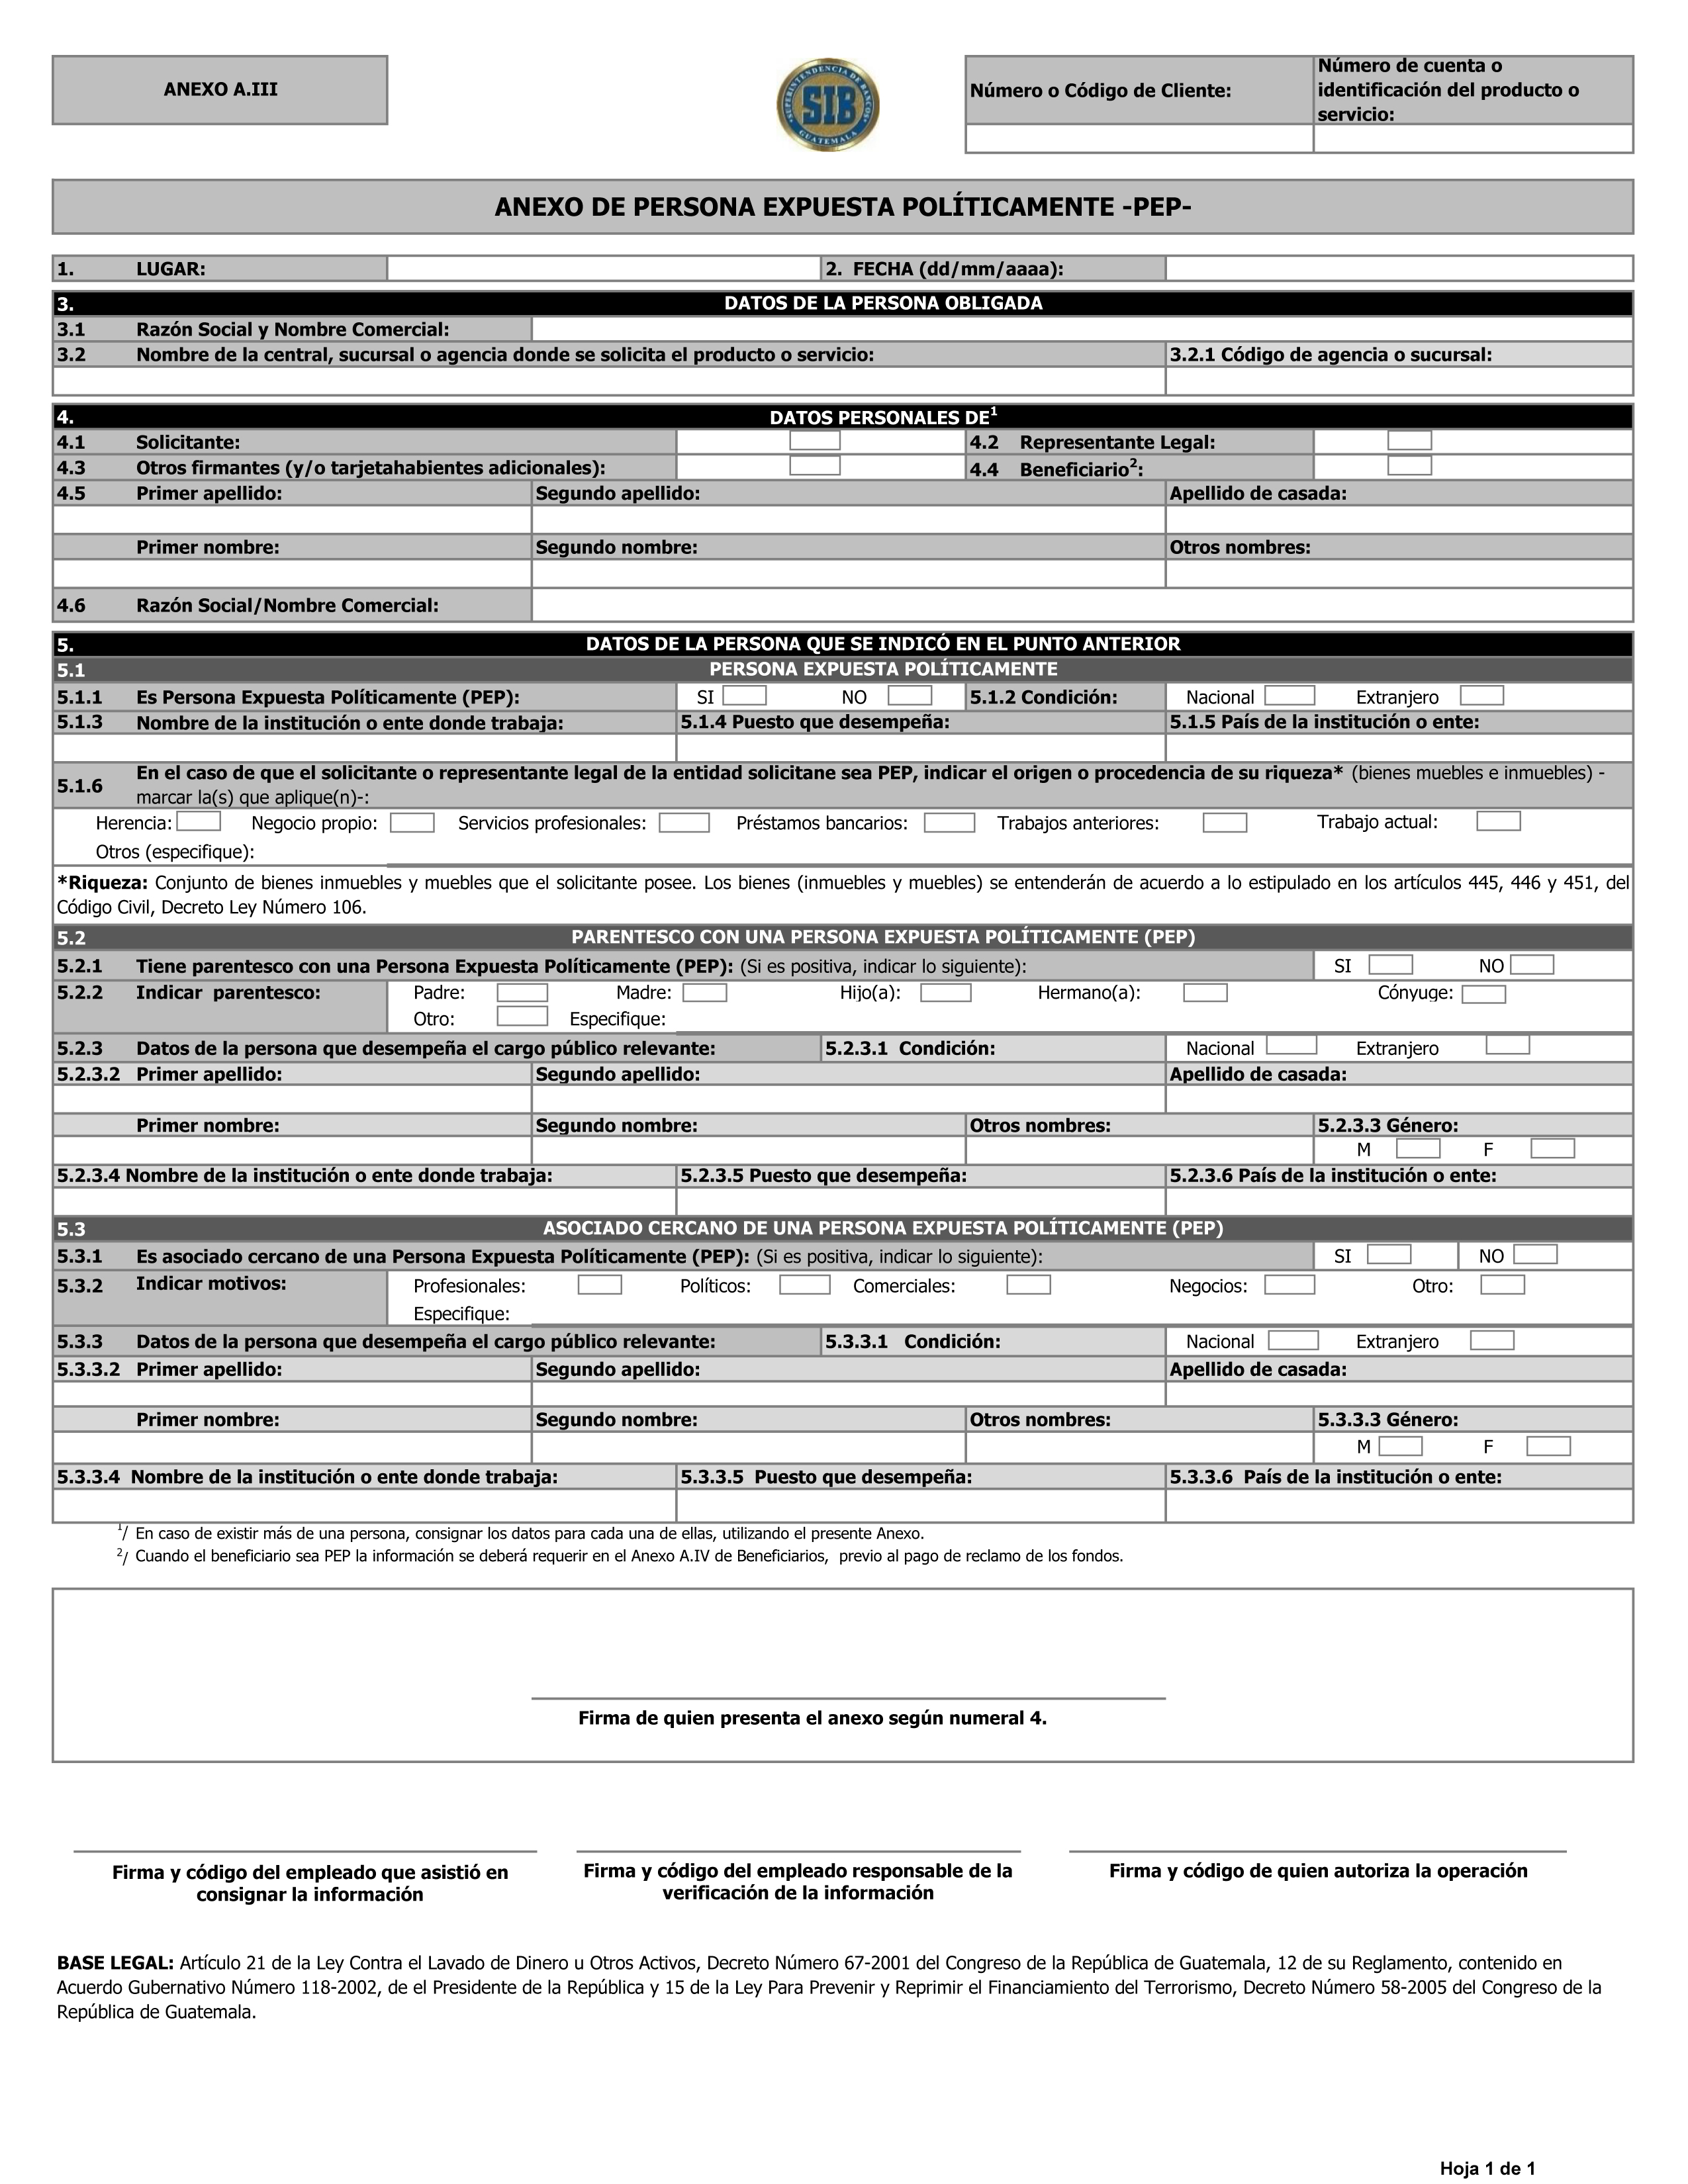 ANEXO A.III
SUPERINTENDENCIA DE BANCOS
SIB
GUATEMALA
Número o Código de Cliente:
Número de cuenta o
identificación del producto o
servicio:
ANEXO DE PERSONA EXPUESTA POLÍTICAMENTE -PEP-
1. LUGAR: 2. FECHA (dd/mm/aaaa):
3. DATOS DE LA PERSONA OBLIGADA
3.1 Razón Social y Nombre Comercial:
3.2 Nombre de la central, sucursal o agencia donde se solicita el producto o servicio: 3.2.1 Código de agencia o sucursal:
4. DATOS PERSONALES DE1
4.1 Solicitante: 4.2 Representante Legal:
4.3 Otros firmantes (y/o tarjetahabientes adicionales): 4.4 Beneficiario2:
4.5 Primer apellido: Segundo apellido: Apellido de casada:
Primer nombre: Segundo nombre: Otros nombres:
4.6 Razón Social/Nombre Comercial:
5. DATOS DE LA PERSONA QUE SE INDICÓ EN EL PUNTO ANTERIOR
5.1 PERSONA EXPUESTA POLÍTICAMENTE
5.1.1 Es Persona Expuesta Políticamente (PEP): SI NO 5.1.2 Condición: Nacional Extranjero
5.1.3 Nombre de la institución o ente donde trabaja: 5.1.4 Puesto que desempeña: 5.1.5 País de la institución o ente:
5.1.6 En el caso de que el solicitante o representante legal de la entidad solicitane sea PEP, indicar el origen o procedencia de su riqueza* (bienes muebles e inmuebles) -
marcar la(s) que aplique(n)-:
Herencia: Negocio propio: Servicios profesionales: Préstamos bancarios: Trabajos anteriores: Trabajo actual:
Otros (especifique):
*Riqueza: Conjunto de bienes inmuebles y muebles que el solicitante posee. Los bienes (inmuebles y muebles) se entenderán de acuerdo a lo estipulado en los artículos 445, 446 y 451, del
Código Civil, Decreto Ley Número 106.
5.2 PARENTESCO CON UNA PERSONA EXPUESTA POLÍTICAMENTE (PEP)
5.2.1 Tiene parentesco con una Persona Expuesta Políticamente (PEP): (Si es positiva, indicar lo siguiente): SI NO
5.2.2 Indicar parentesco: Padre: Madre: Hijo(a): Hermano(a): Cónyuge:
Otro: Especifique:
5.2.3 Datos de la persona que desempeña el cargo público relevante: 5.2.3.1 Condición: Nacional Extranjero
5.2.3.2 Primer apellido: Segundo apellido: Apellido de casada:
Primer nombre: Segundo nombre: Otros nombres: 5.2.3.3 Género:
M F
5.2.3.4 Nombre de la institución o ente donde trabaja: 5.2.3.5 Puesto que desempeña: 5.2.3.6 País de la institución o ente:
5.3 ASOCIADO CERCANO DE UNA PERSONA EXPUESTA POLÍTICAMENTE (PEP)
5.3.1 Es asociado cercano de una Persona Expuesta Políticamente (PEP): (Si es positiva, indicar lo siguiente): SI NO
5.3.2 Indicar motivos: Profesionales: Políticos: Comerciales: Negocios: Otro:
Especifique:
5.3.3 Datos de la persona que desempeña el cargo público relevante: 5.3.3.1 Condición: Nacional Extranjero
5.3.3.2 Primer apellido: Segundo apellido: Apellido de casada:
Primer nombre: Segundo nombre: Otros nombres: 5.3.3.3 Género:
M F
5.3.3.4 Nombre de la institución o ente donde trabaja: 5.3.3.5 Puesto que desempeña: 5.3.3.6 País de la institución o ente:
1/ En caso de existir más de una persona, consignar los datos para cada una de ellas, utilizando el presente Anexo.
2/ Cuando el beneficiario sea PEP la información se deberá requerir en el Anexo A.IV de Beneficiarios, previo al pago de reclamo de los fondos.
Firma de quien presenta el anexo según numeral 4.
Firma y código del empleado que asistió en
consignar la información
Firma y código del empleado responsable de la
verificación de la información
Firma y código de quien autoriza la operación
BASE LEGAL: Artículo 21 de la Ley Contra el Lavado de Dinero u Otros Activos, Decreto Número 67-2001 del Congreso de la República de Guatemala, 12 de su Reglamento, contenido en
Acuerdo Gubernativo Número 118-2002, de el Presidente de la República y 15 de la Ley Para Prevenir y Reprimir el Financiamiento del Terrorismo, Decreto Número 58-2005 del Congreso de la
República de Guatemala.
Hoja 1 de 1